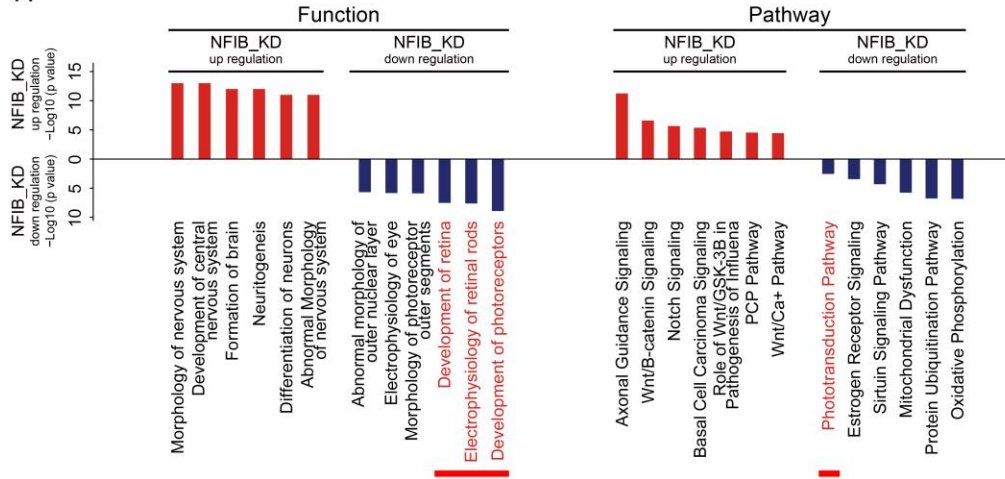 Function
Pathway
NFIB_KD
up regulation
NFIB_KD
down regulation
NFIB_KD
up regulation
NFIB_KD
down regulation
NFIB_KD
up regulation
−Log10 (p value)
15
10
5
0
NFIB_KD
down regulation
−Log10 (p value)
5
10
Morphology of nervous system
Development of central
nervous system
Formation of brain
Neuritogenesis
Differentiation of neurons
Abnormal Morphology
of nervous system
Abnormal morphology of
outer nuclear layer
Electrophysiology of eye
Morphology of photoreceptor
outer segments
Development of retina
Electrophysiology of retinal rods
Development of photoreceptors
Axonal Guidance Signaling
Wnt/B-catenin Signaling
Notch Signaling
Basal Cell Carcinoma Signaling
Role of Wnt/GSK-3B in
Pathogenesis of Influena
PCP Pathway
Wnt/Ca+ Pathway
Phototransduction Pathway
Estrogen Receptor Signaling
Sirtuin Signaling Pathway
Mitochondrial Dysfunction
Protein Ubiquitination Pathway
Oxidative Phosphorylation